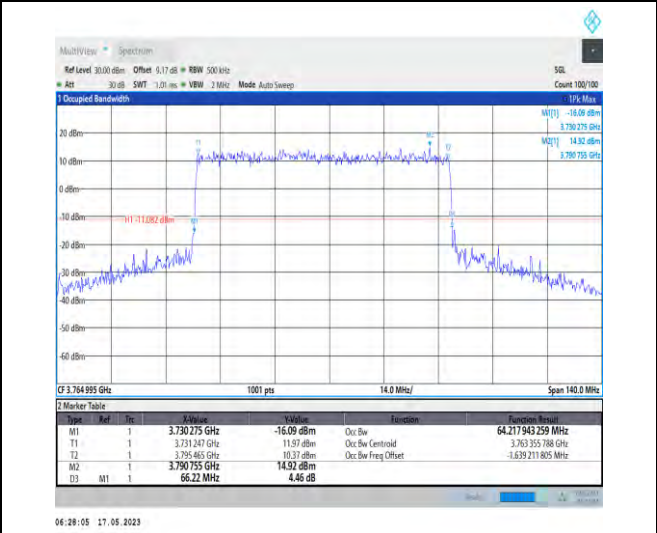 MultiView Spectrum
Ref Level 30.00 dBm Offset 9.17 dB RBW 500 kHz SGL
Att 30 dB SWT 1.01 ms VBW 2 MHz Mode Auto Sweep Count 100/100
1 Occupied Bandwidth 1Pk Max
M1[1] -16.09 dBm
3.730 275 GHz
M2[1] 14.92 dBm
3.790 755 GHz
T1
M2
T2
20 dBm
10 dBm
0 dBm
-10 dBm
H1 -11.082 dBm
M1
D3
-20 dBm
-30 dBm
-40 dBm
-50 dBm
-60 dBm
CF 3.764 995 GHz 1001 pts 14.0 MHz/ Span 140.0 MHz
2 Marker Table
Type Ref Trc X-Value Y-Value Function Function Result
M1 1 3.730 275 GHz -16.09 dBm Occ Bw 64.217 943 259 MHz
T1 1 3.731 247 GHz 11.97 dBm Occ Bw Centroid 3.763 355 788 GHz
T2 1 3.795 465 GHz 10.37 dBm Occ Bw Freq Offset -1.639 211 805 MHz
M2 1 3.790 755 GHz 14.92 dBm
D3 M1 1 66.22 MHz 4.46 dB
Ready
06:28:05 17.05.2023